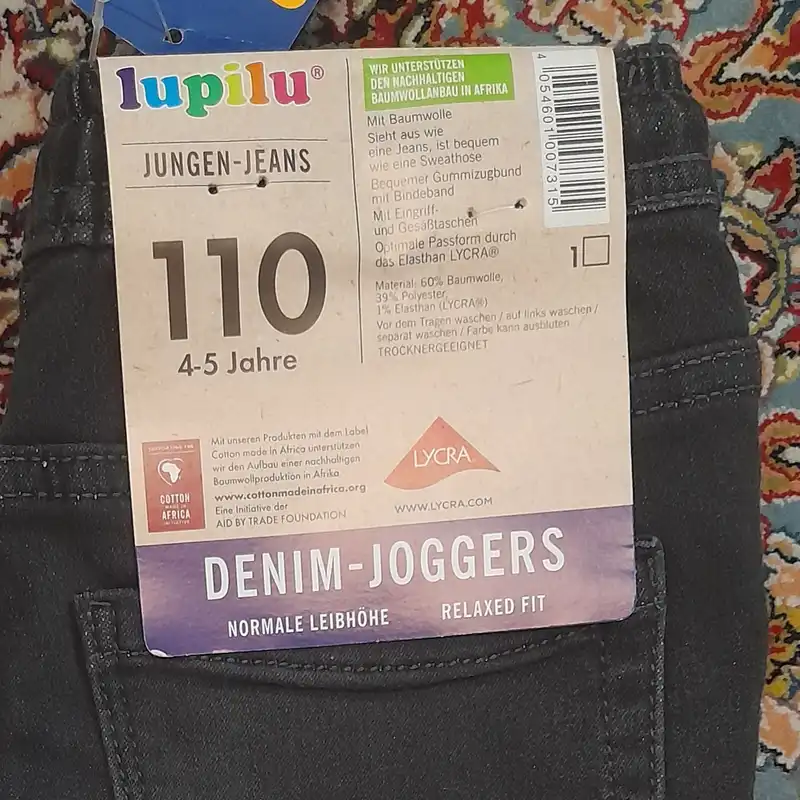 lupilu®
JUNGEN-JEANS
110
4-5 Jahre
WIR UNTERSTÜTZEN
DEN NACHHALTIGEN
BAUMWOLLANBAU IN AFRIKA
Mit Baumwolle
Sieht aus wie
eine Jeans, ist bequem
wie eine Sweathose
Bequemer Gummizugbund
mit Bindeband
Mit Eingriff-
und Gesäßtaschen
Optimale Passform durch
das Elasthan LYCRA®
Material: 60% Baumwolle,
39% Polyester,
1% Elasthan (LYCRA®)
Vor dem Tragen waschen / auf links waschen /
separat waschen / Farbe kann ausbluten
TROCKNERGEEIGNET
4 054601 007315
1
COTTON
MADE IN
AFRICA
INITIATIVE
Mit unseren Produkten mit dem Label
Cotton made in Africa unterstützen
wir den Aufbau einer nachhaltigen
Baumwollproduktion in Afrika
www.cottonmadeinafrica.org
Eine Initiative der
AID BY TRADE FOUNDATION
LYCRA
WWW.LYCRA.COM
DENIM-JOGGERS
NORMALE LEIBHÖHE
RELAXED FIT